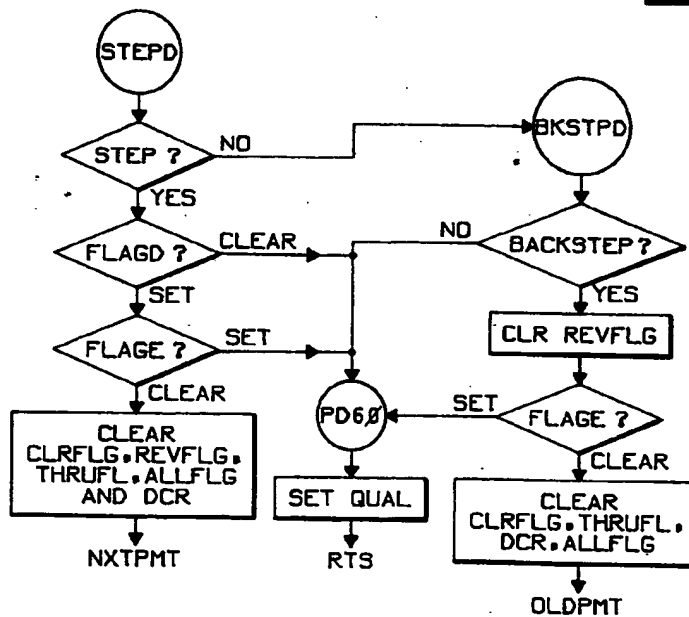 STEPD
STEP ?
NO
YES
FLAGD ?
CLEAR
SET
FLAGE ?
SET
CLEAR
CLEAR
CLRFLG,REVFLG,
THRUFL,ALLFLG
AND DCR
NXTPMT
BKSTPD
BACKSTEP ?
NO
YES
CLR REVFLG
FLAGE ?
SET
CLEAR
PD6Ø
SET QUAL
RTS
CLEAR
CLRFLG,THRUFL,
DCR,ALLFLG
OLDPMT